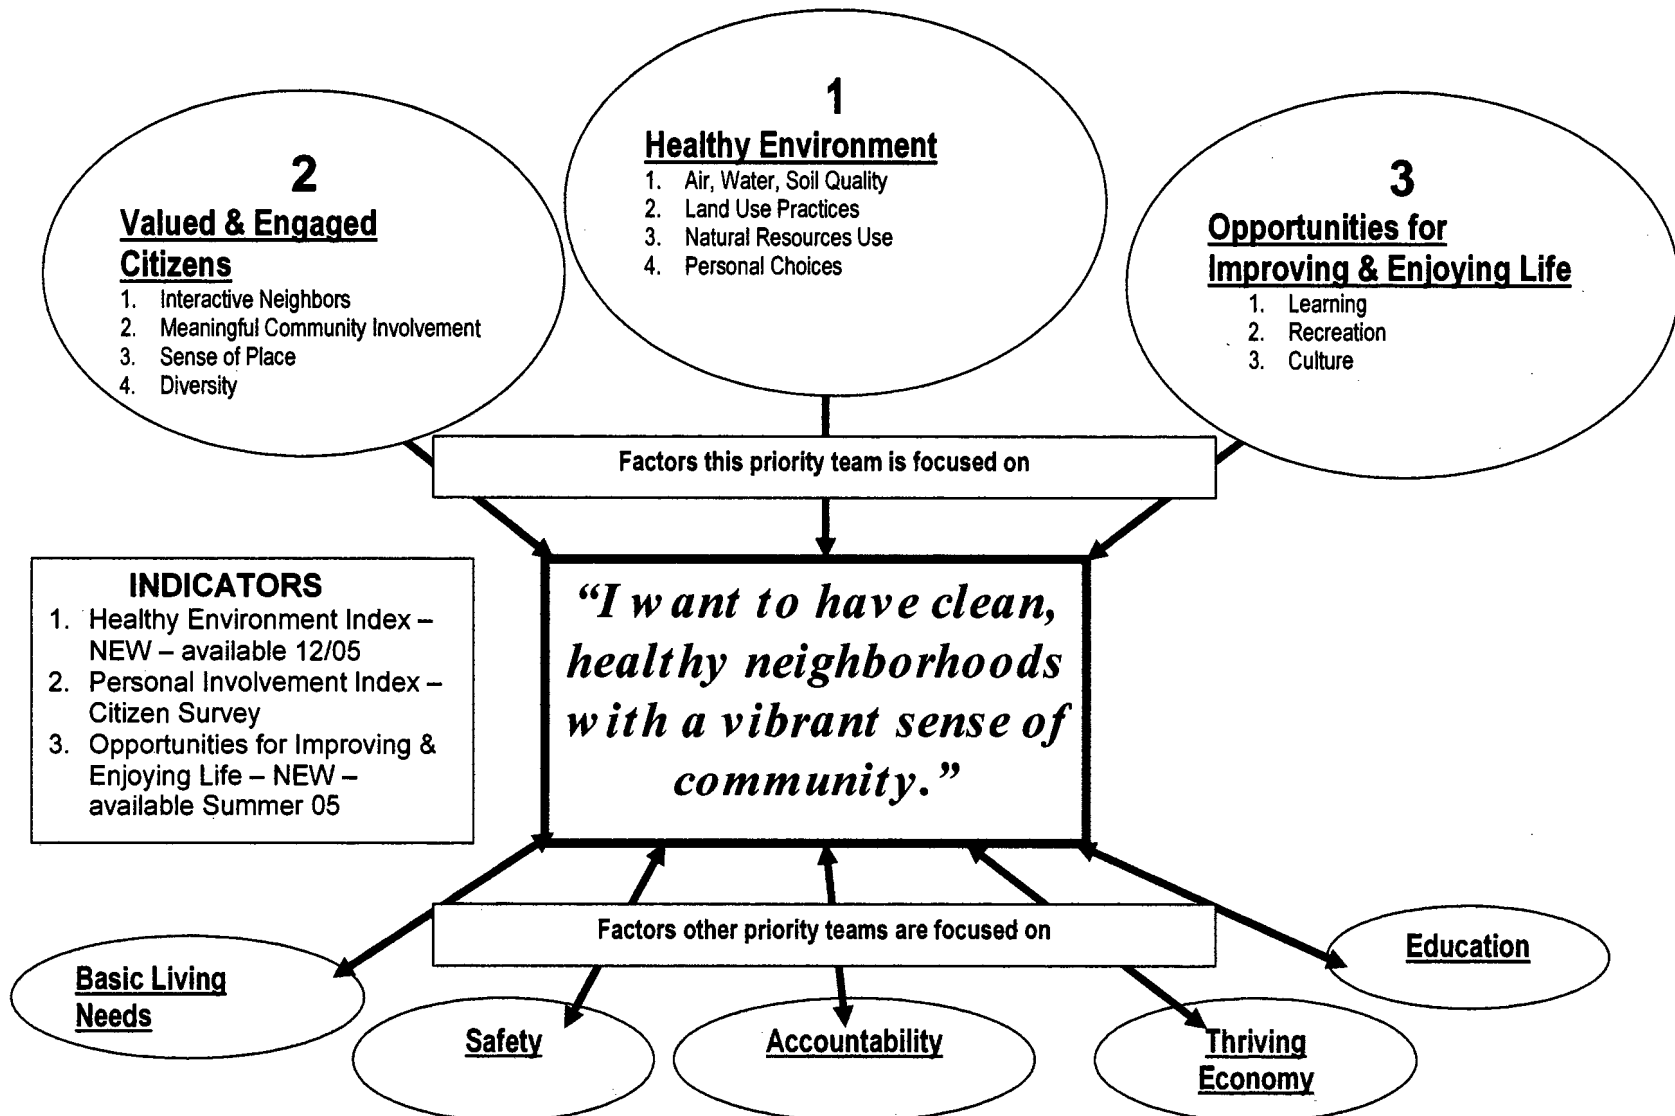 1
Healthy Environment
1. Air, Water, Soil Quality
2. Land Use Practices
3. Natural Resources Use
4. Personal Choices
2
Valued & Engaged
Citizens
1. Interactive Neighbors
2. Meaningful Community Involvement
3. Sense of Place
4. Diversity
3
Opportunities for
Improving & Enjoying Life
1. Learning
2. Recreation
3. Culture
Factors this priority team is focused on
INDICATORS
1. Healthy Environment Index –
NEW – available 12/05
2. Personal Involvement Index –
Citizen Survey
3. Opportunities for Improving &
Enjoying Life – NEW –
available Summer 05
“I want to have clean,
healthy neighborhoods
with a vibrant sense of
community.”
Factors other priority teams are focused on
Basic Living
Needs
Safety
Accountability
Thriving
Economy
Education